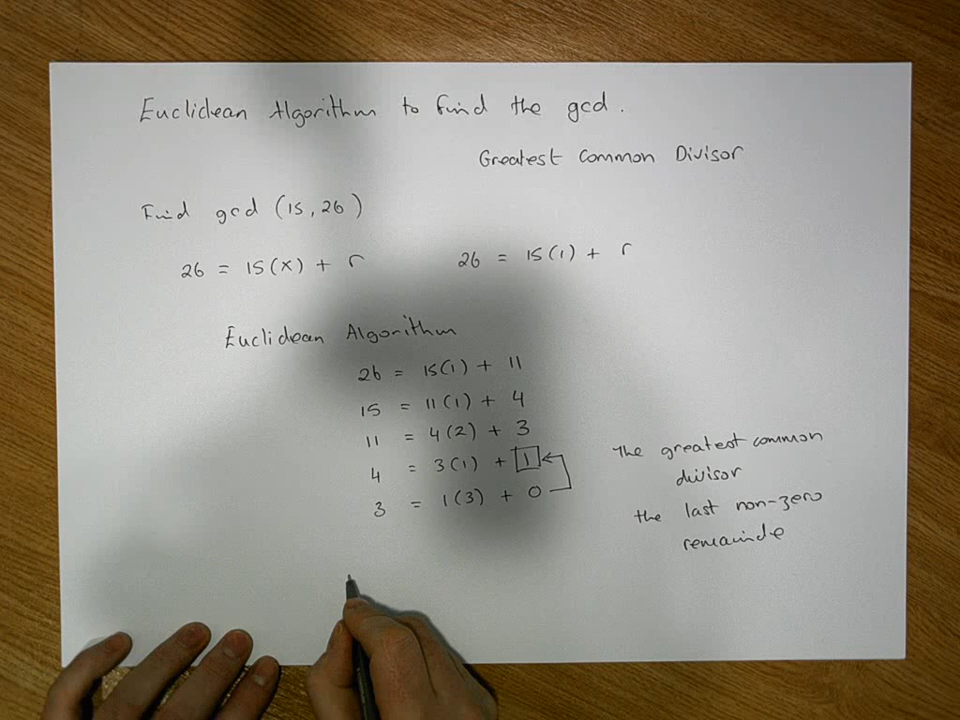 Euclidean Algorithm to find the gcd.
Greatest Common Divisor
Find gcd (15, 26)
26 = 15(x) + r
26 = 15(1) + r
Euclidean Algorithm
26 = 15(1) + 11
15 = 11(1) + 4
11 = 4(2) + 3
4 = 3(1) + 1
3 = 1(3) + 0
The greatest common
divisor
the last non-zero
remainde